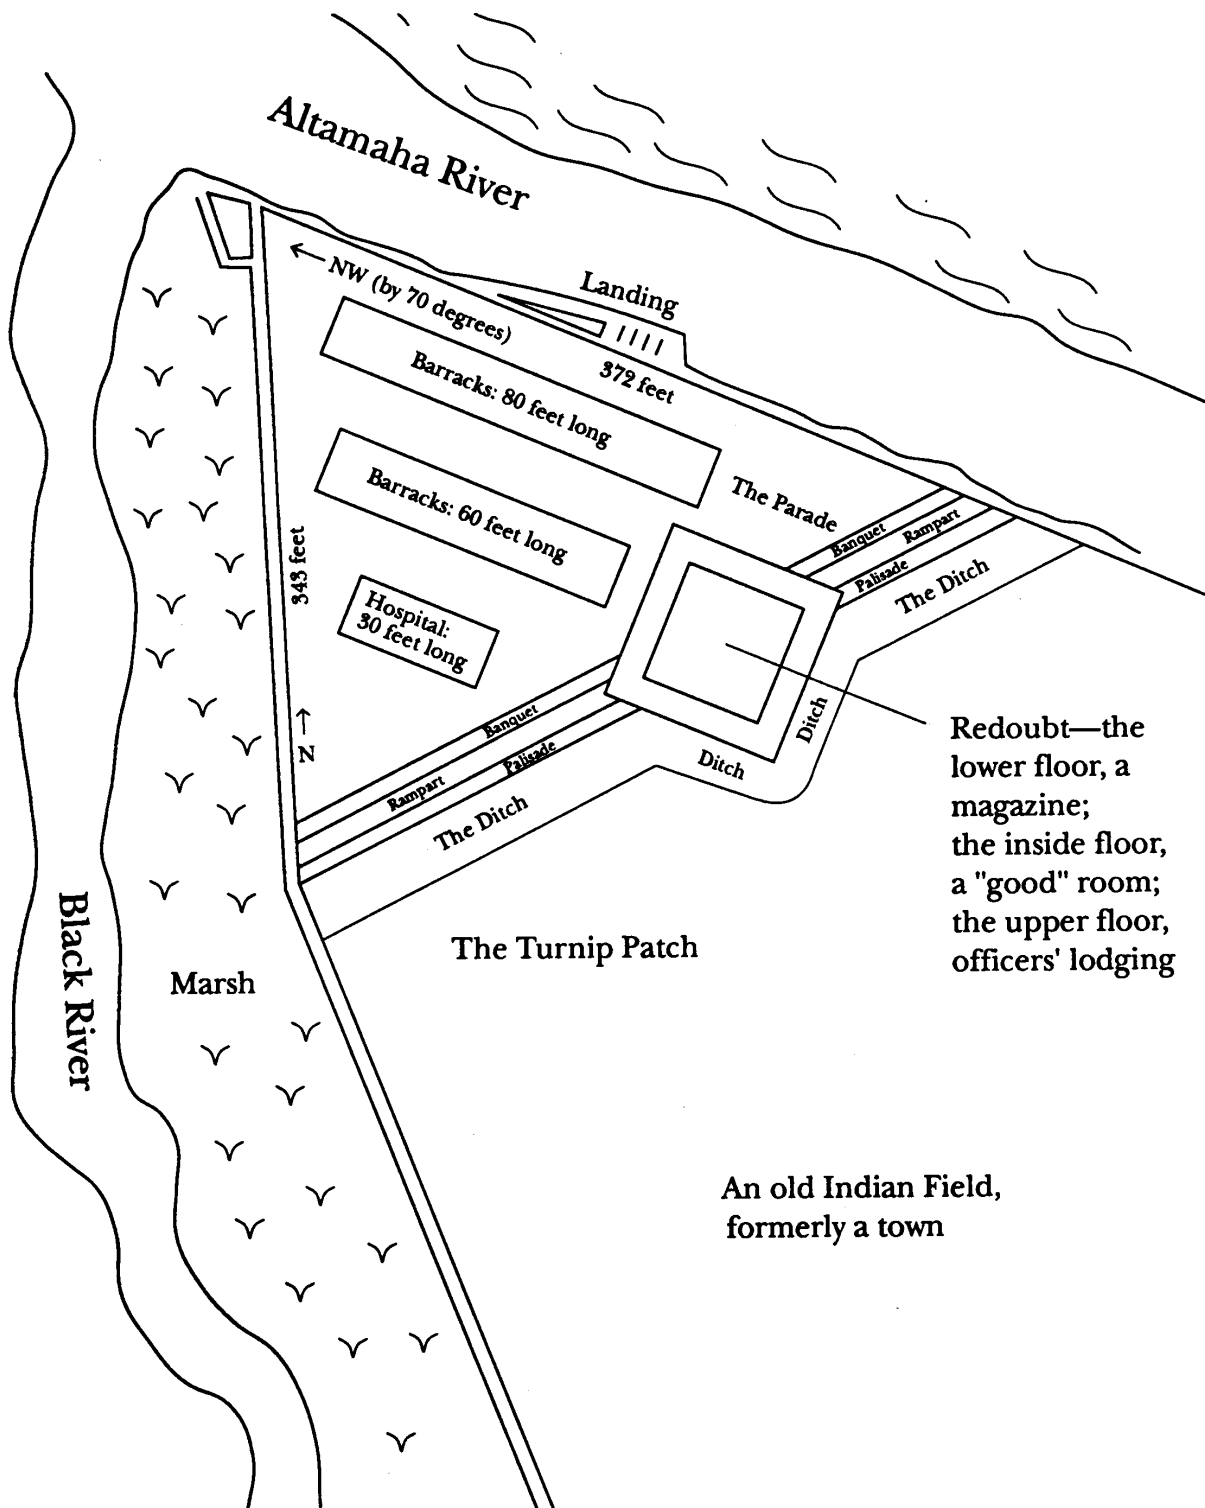 Altamaha River
Landing
← NW (by 70 degrees)
372 feet
Barracks: 80 feet long
The Parade
Barracks: 60 feet long
Banquet
Rampart
Palisade
The Ditch
343 feet
Hospital:
30 feet long
Banquet
Rampart
Palisade
The Ditch
Ditch
Ditch
↑
N
Redoubt—the
lower floor, a
magazine;
the inside floor,
a "good" room;
the upper floor,
officers' lodging
Black River
The Turnip Patch
Marsh
An old Indian Field,
formerly a town